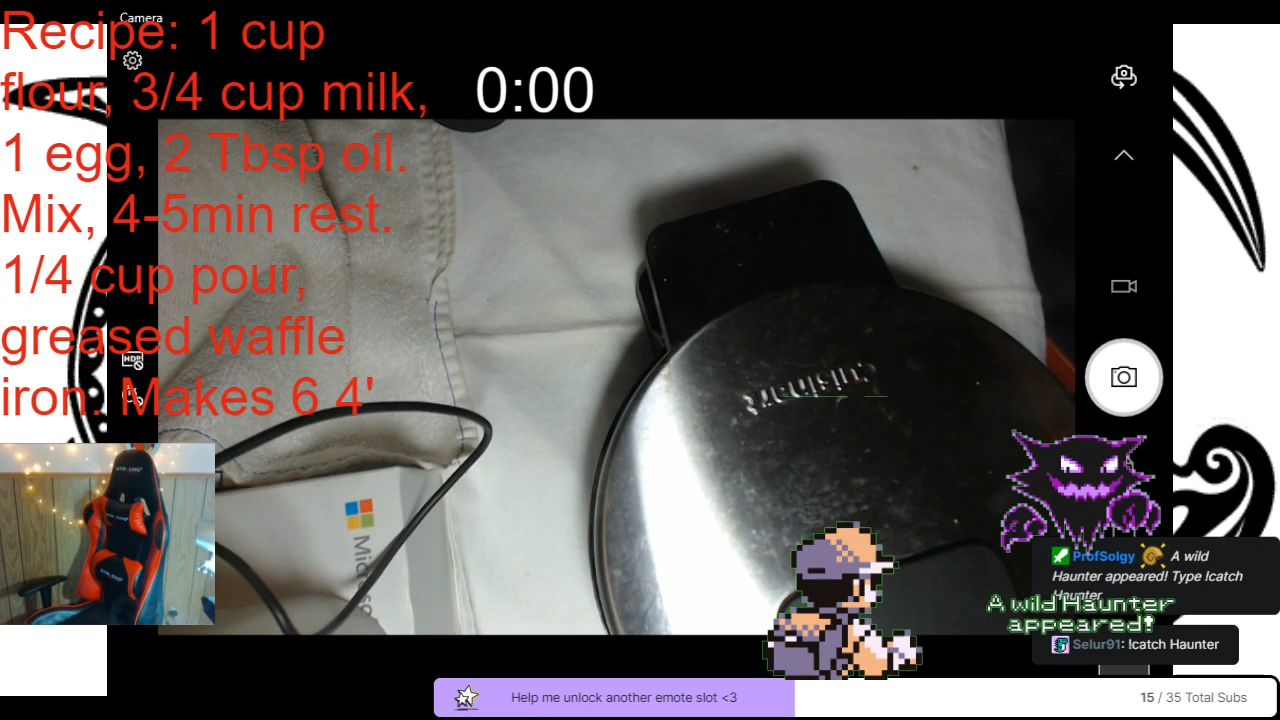 Camera
Recipe: 1 cup
flour, 3/4 cup milk,
1 egg, 2 Tbsp oil.
Mix, 4-5min rest.
1/4 cup pour,
greased waffle
iron. Makes 6 4'
0:00
HDR
Cuisinart
Microso
ProfSolgy A wild
Haunter appeared! Type !catch
Haunter
A wild Haunter
appeared!
Selur91: !catch Haunter
Help me unlock another emote slot <3
15 / 35 Total Subs